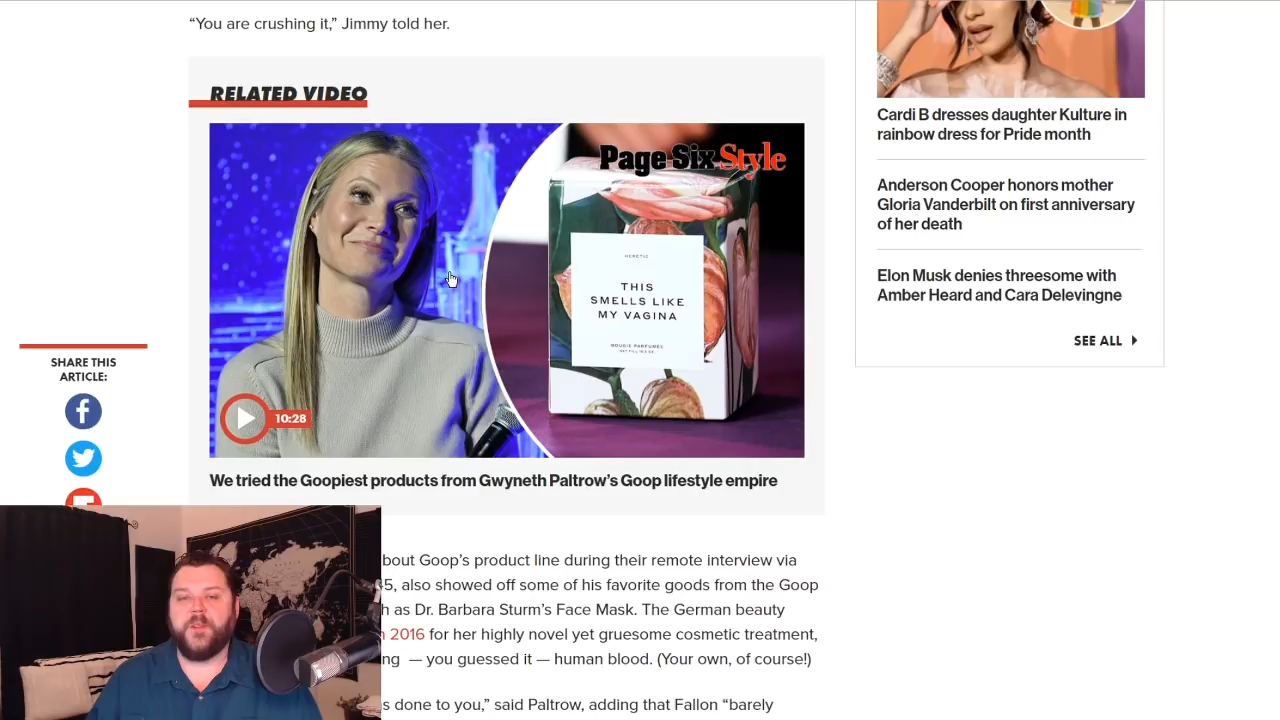 “You are crushing it,” Jimmy told her.
RELATED VIDEO
Page Six Style
HERETIC
THIS
SMELLS LIKE
MY VAGINA
BOUGIE PARFUMÉE
10:28
We tried the Goopiest products from Gwyneth Paltrow’s Goop lifestyle empire
SHARE THIS
ARTICLE:
bout Goop’s product line during their remote interview via
5, also showed off some of his favorite goods from the Goop
h as Dr. Barbara Sturm’s Face Mask. The German beauty
n 2016 for her highly novel yet gruesome cosmetic treatment,
ng — you guessed it — human blood. (Your own, of course!)
s done to you,” said Paltrow, adding that Fallon “barely
Cardi B dresses daughter Kulture in
rainbow dress for Pride month
Anderson Cooper honors mother
Gloria Vanderbilt on first anniversary
of her death
Elon Musk denies threesome with
Amber Heard and Cara Delevingne
SEE ALL